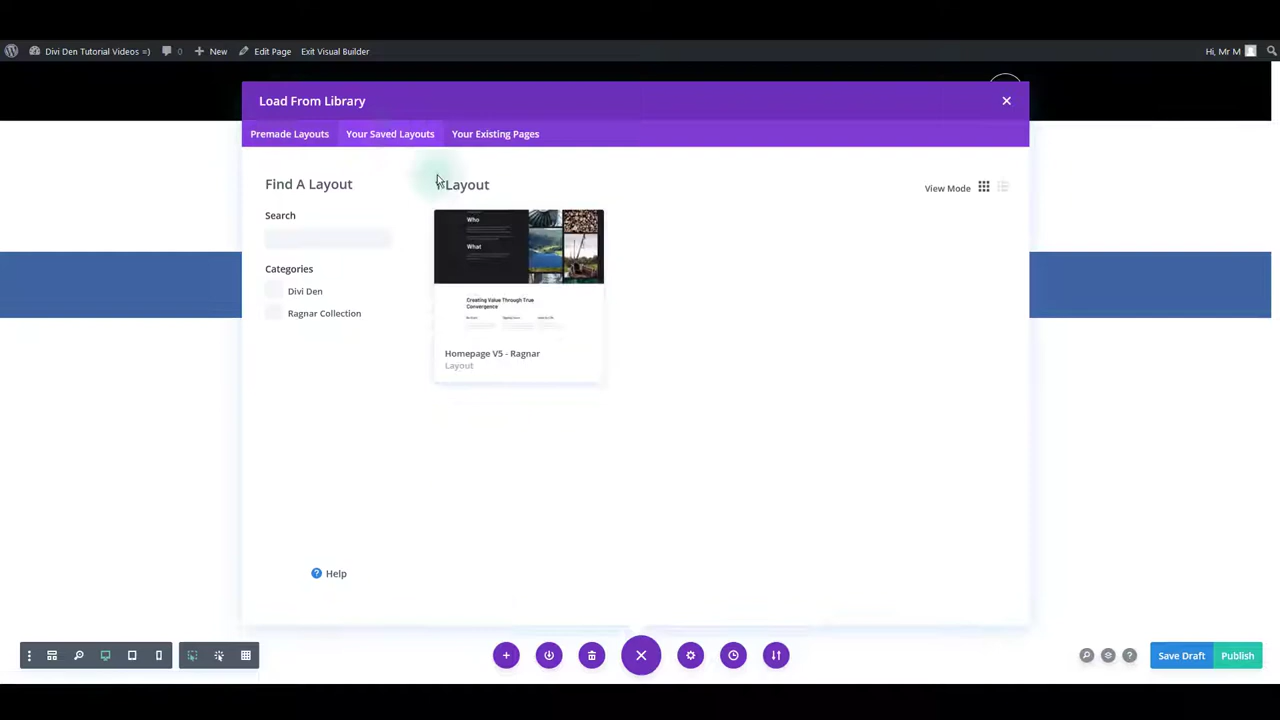 Divi Den Tutorial Videos =)
0
New
Edit Page
Exit Visual Builder
Hi, Mr M
Load From Library
Premade Layouts
Your Saved Layouts
Your Existing Pages
Find A Layout
Layout
View Mode
Search
Who
What
Categories
Divi Den
Creating Value Through True
Convergence
Ragnar Collection
Homepage V5 - Ragnar
Layout
? Help
Save Draft
Publish